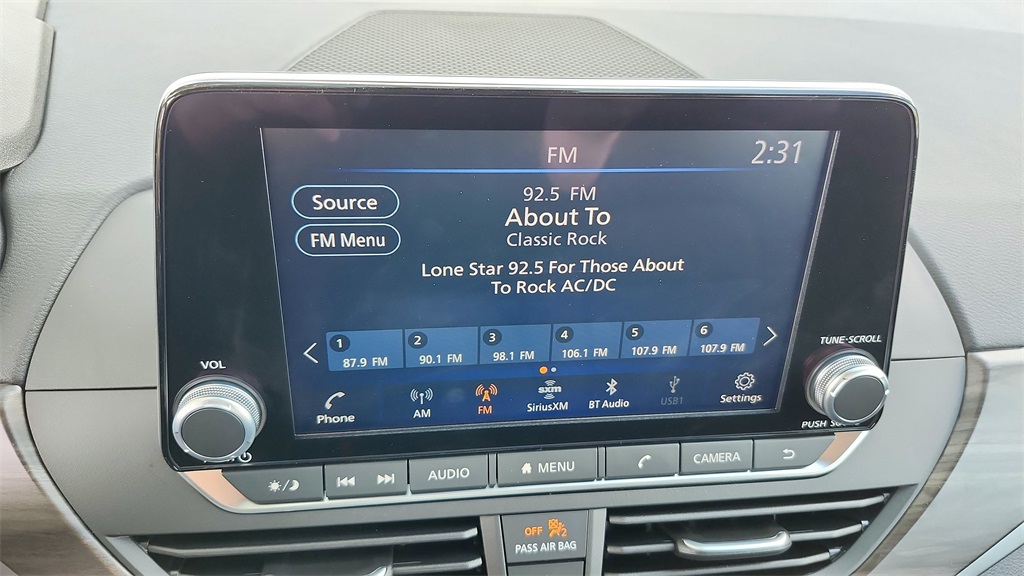 FM
2:31
Source
FM Menu
92.5 FM
About To
Classic Rock
Lone Star 92.5 For Those About
To Rock AC/DC
1
87.9 FM
2
90.1 FM
3
98.1 FM
4
106.1 FM
5
107.9 FM
6
107.9 FM
VOL
TUNE·SCROLL
Phone
AM
FM
sxm
SiriusXM
BT Audio
USB1
Settings
PUSH
AUDIO
MENU
CAMERA
OFF
2
PASS AIR BAG